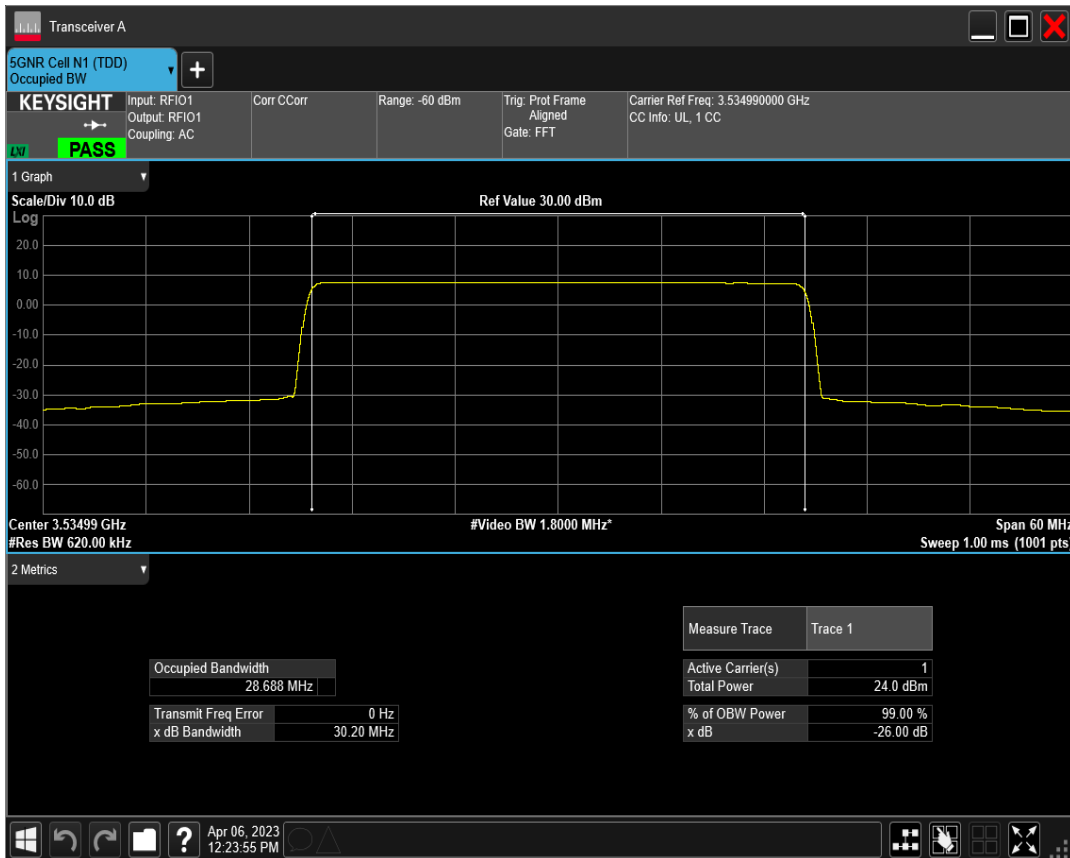 Transceiver A
5GNR Cell N1 (TDD)
Occupied BW
KEYSIGHT
LXI
PASS
Input: RFIO1
Output: RFIO1
Coupling: AC
Corr CCorr
Range: -60 dBm
Trig: Prot Frame
Aligned
Gate: FFT
Carrier Ref Freq: 3.534990000 GHz
CC Info: UL, 1 CC
1 Graph
Scale/Div 10.0 dB
Ref Value 30.00 dBm
Log
20.0
10.0
0.00
-10.0
-20.0
-30.0
-40.0
-50.0
-60.0
Center 3.53499 GHz
#Video BW 1.8000 MHz*
Span 60 MHz
#Res BW 620.00 kHz
Sweep 1.00 ms (1001 pts)
2 Metrics
Measure Trace Trace 1
Occupied Bandwidth
28.688 MHz
Transmit Freq Error 0 Hz
x dB Bandwidth 30.20 MHz
Active Carrier(s) 1
Total Power 24.0 dBm
% of OBW Power 99.00 %
x dB -26.00 dB
?
Apr 06, 2023
12:23:55 PM